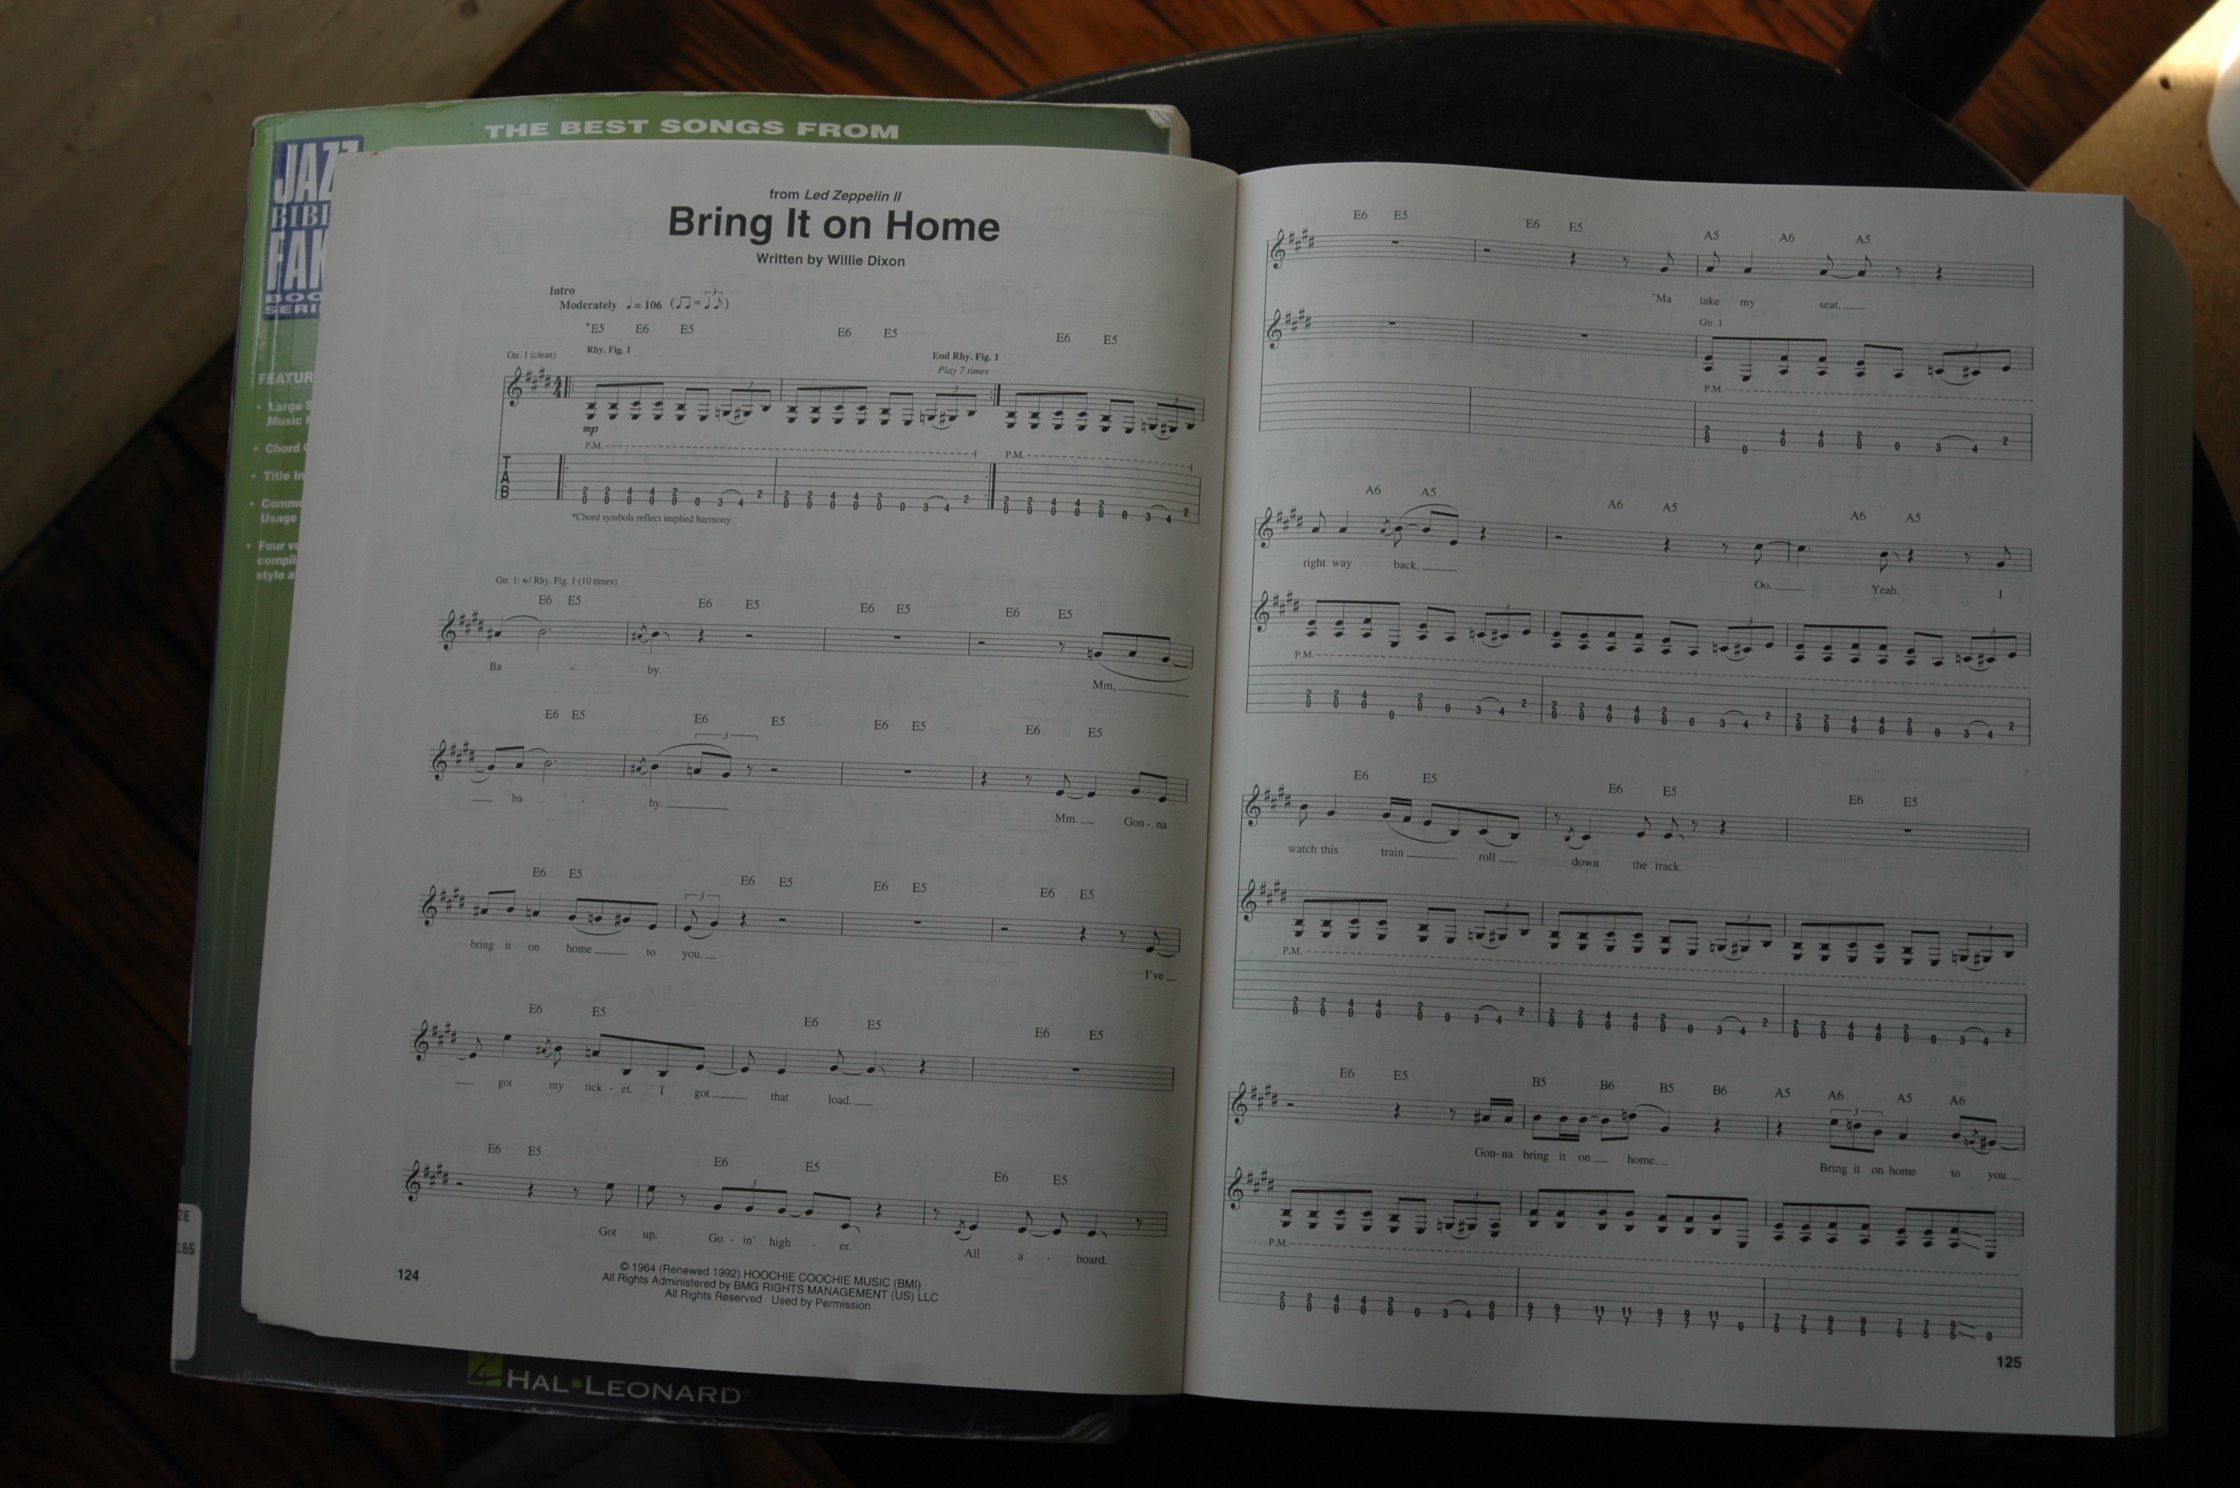 THE BEST SONGS FROM
JAZZ
BIBL
FAK
BOO
SERI
FEATUR
• Large S
Music
• Chord
• Title In
• Commo
Usage
• Four vo
compil
style a
HAL•LEONARD
from Led Zeppelin II
Bring It on Home
Written by Willie Dixon
Intro
Moderately ♩ = 106
*E5 E6 E5 E6 E5 E6 E5
Gtr. 1 (clean) Rhy. Fig. 1 End Rhy. Fig. 1
Play 7 times
mp
P.M. P.M.
T
A
B
*Chord symbols reflect implied harmony.
Gtr. 1: w/ Rhy. Fig. 1 (10 times)
E6 E5 E6 E5 E6 E5 E6 E5
Ba - by. Mm,
E6 E5 E6 E5 E6 E5 E6 E5
ba - by. Mm. Gon - na
E6 E5 E6 E5 E6 E5 E6 E5
bring it on home to you. I've
E6 E5 E6 E5 E6 E5
got my tick - et. I got that load.
E6 E5 E6 E5 E6 E5
Got up. Go - in' high - er. All a - board.
© 1964 (Renewed 1992) HOOCHIE COOCHIE MUSIC (BMI)
All Rights Administered by BMG RIGHTS MANAGEMENT (US) LLC
All Rights Reserved Used by Permission
124
E6 E5 E6 E5 A5 A6 A5
'Ma take my seat.
Gtr. 1
P.M.
A6 A5 A6 A5 A6 A5
right way back. Oo. Yeah. I
P.M.
E6 E5 E6 E5 E6 E5
watch this train roll down the track.
P.M.
E6 E5 B5 B6 B5 B6 A5 A6 A5 A6
Gon - na bring it on home. Bring it on home to you.
P.M.
125